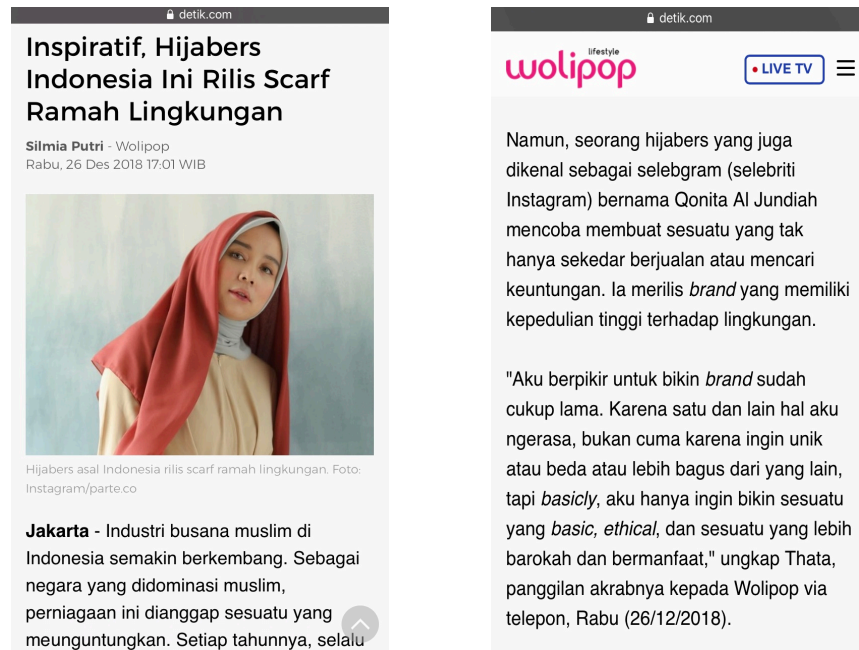 detik.com
Inspiratif, Hijabers
Indonesia Ini Rilis Scarf
Ramah Lingkungan
Silmia Putri - Wolipop
Rabu, 26 Des 2018 17:01 WIB
Hijabers asal Indonesia rilis scarf ramah lingkungan. Foto:
Instagram/parte.co
Jakarta - Industri busana muslim di
Indonesia semakin berkembang. Sebagai
negara yang didominasi muslim,
perniagaan ini dianggap sesuatu yang
meunguntungkan. Setiap tahunnya, selalu
detik.com
lifestyle
wolipop
LIVE TV
Namun, seorang hijabers yang juga
dikenal sebagai selebgram (selebriti
Instagram) bernama Qonita Al Jundiah
mencoba membuat sesuatu yang tak
hanya sekedar berjualan atau mencari
keuntungan. Ia merilis brand yang memiliki
kepedulian tinggi terhadap lingkungan.
"Aku berpikir untuk bikin brand sudah
cukup lama. Karena satu dan lain hal aku
ngerasa, bukan cuma karena ingin unik
atau beda atau lebih bagus dari yang lain,
tapi basicly, aku hanya ingin bikin sesuatu
yang basic, ethical, dan sesuatu yang lebih
barokah dan bermanfaat," ungkap Thata,
panggilan akrabnya kepada Wolipop via
telepon, Rabu (26/12/2018).